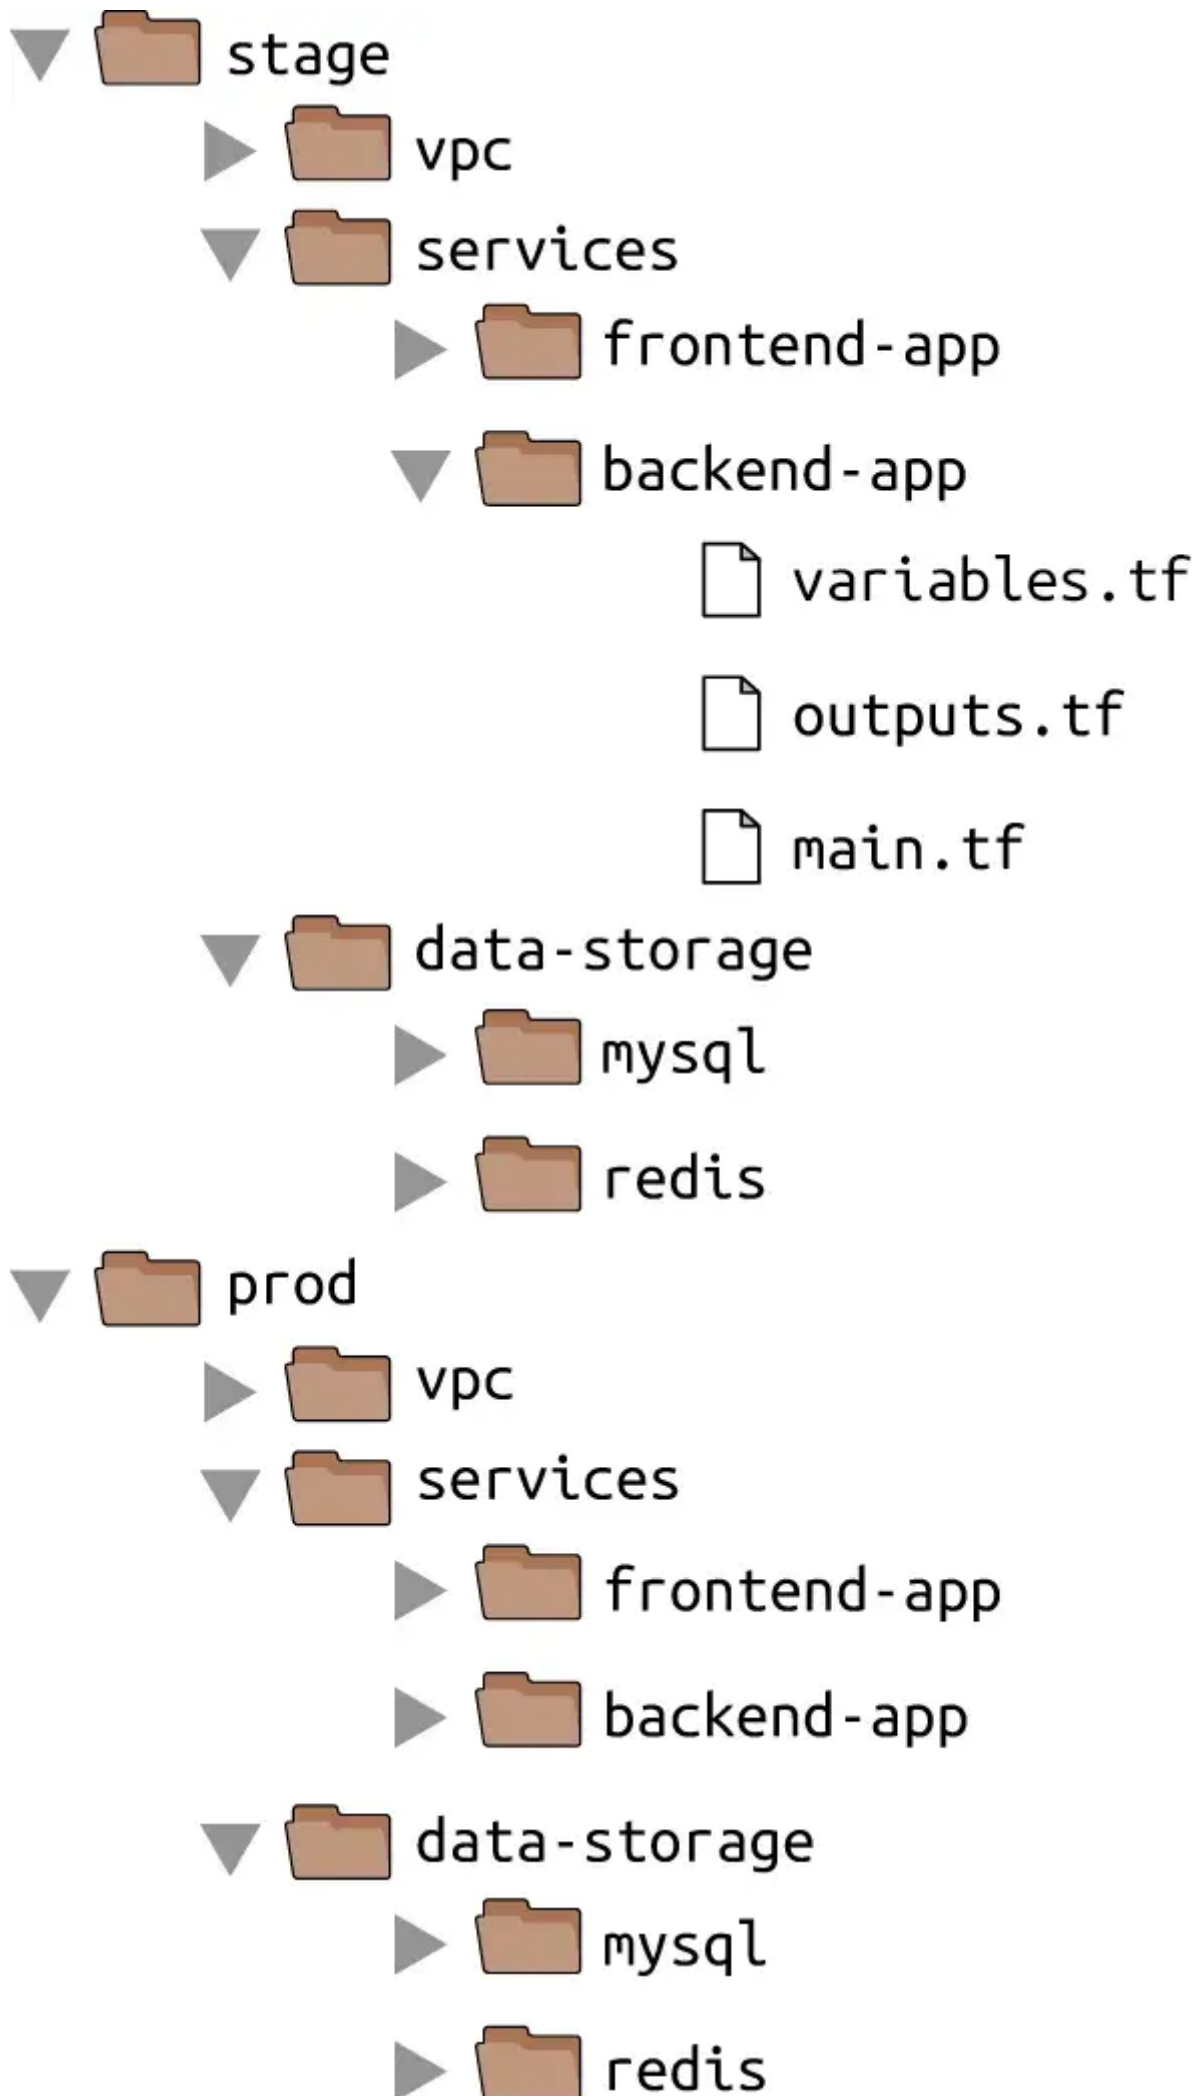 stage
vpc
services
frontend-app
backend-app
variables.tf
outputs.tf
main.tf
data-storage
mysql
redis
prod
vpc
services
frontend-app
backend-app
data-storage
mysql
redis